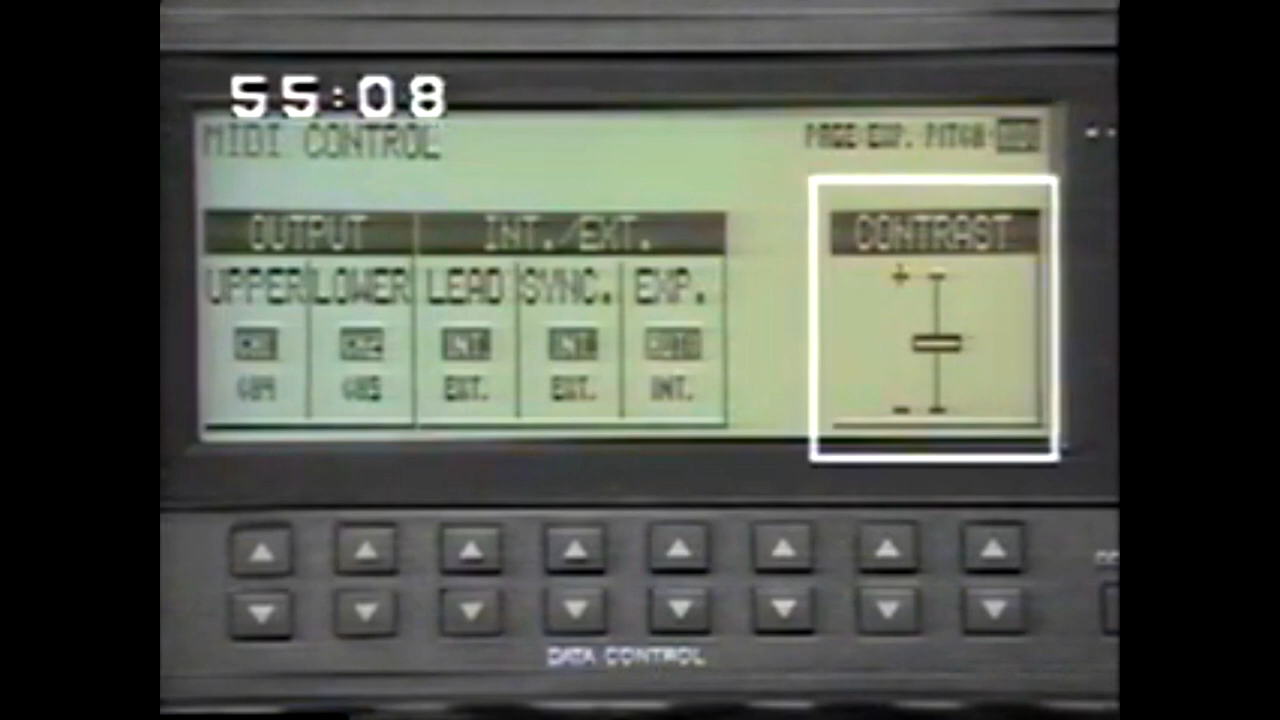 55:08
MIDI CONTROL
PAGE EXP.
OUTPUT INT./EXT. CONTRAST
UPPER LOWER LEAD SYNC. EXP.
+
INT. INT.
EXT. EXT. INT.
-
DATA CONTROL